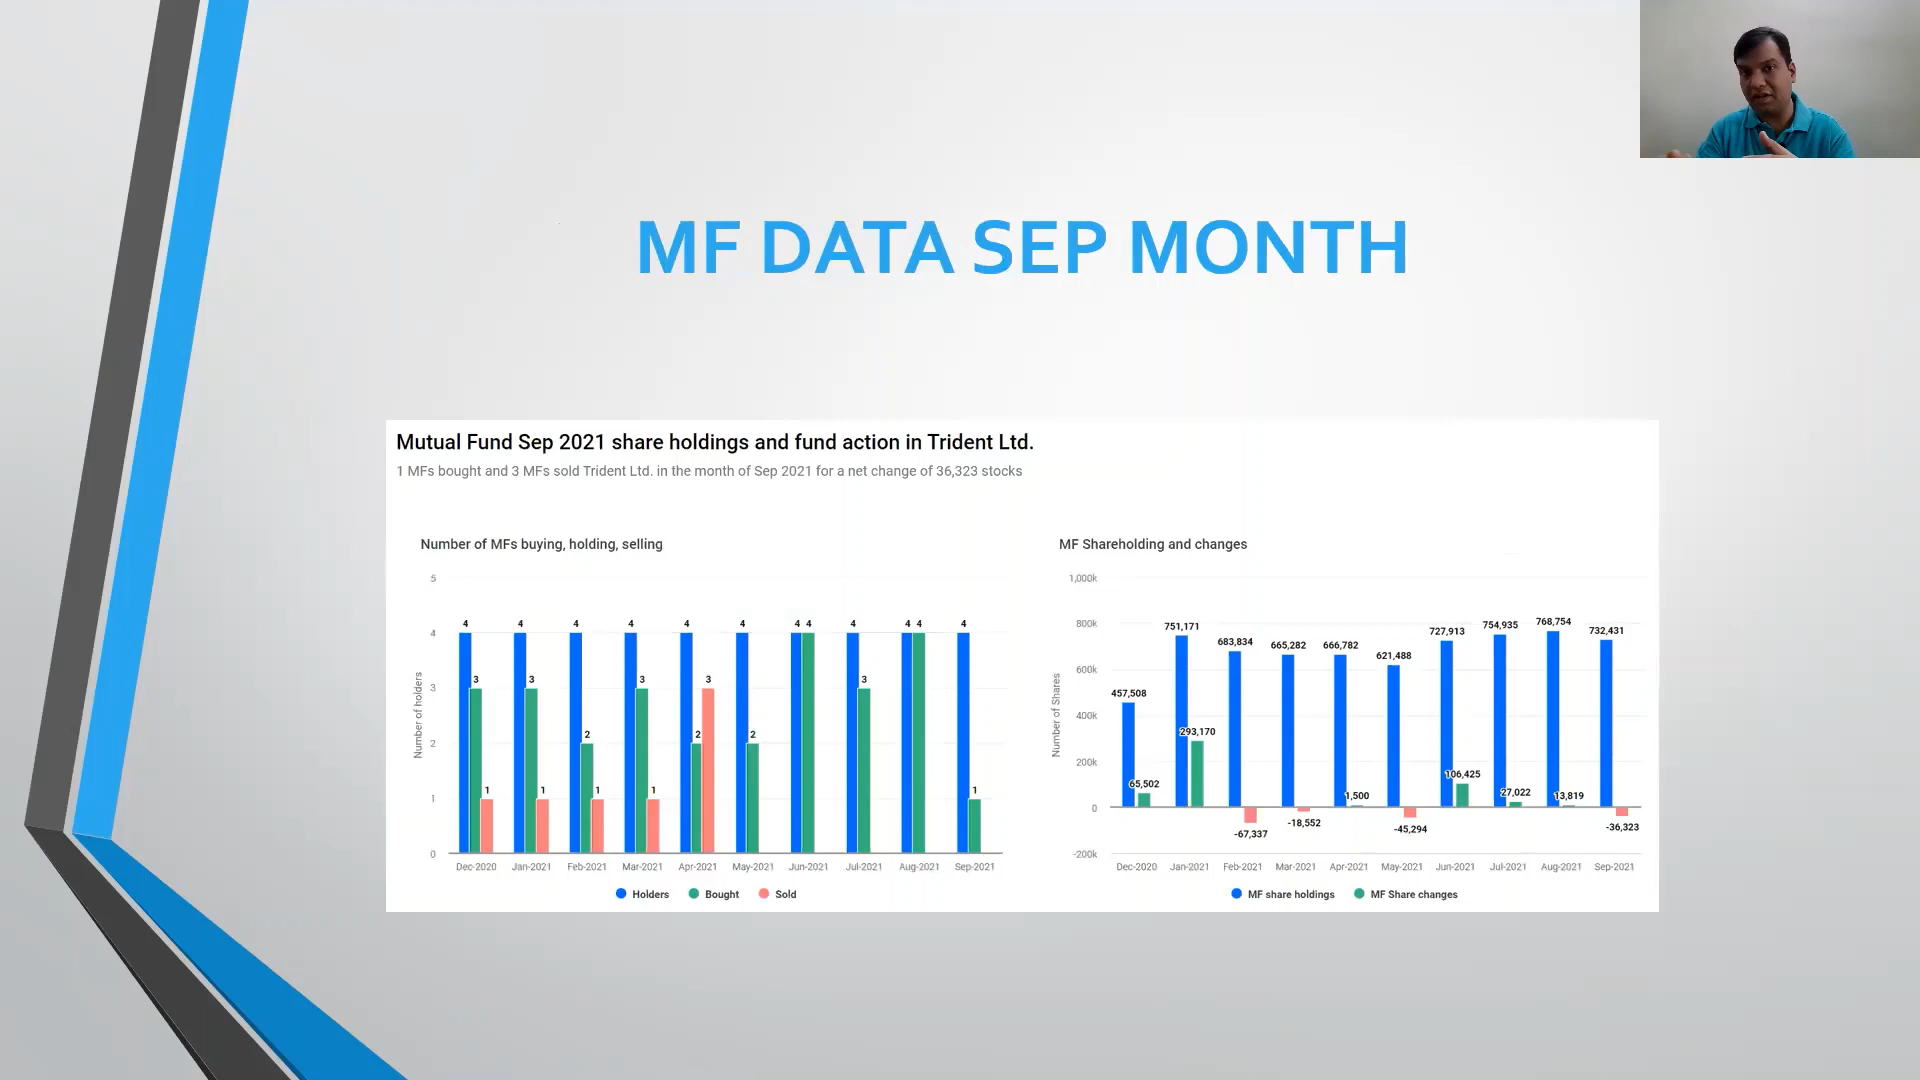 MF DATA SEP MONTH
Mutual Fund Sep 2021 share holdings and fund action in Trident Ltd.
1 MFs bought and 3 MFs sold Trident Ltd. in the month of Sep 2021 for a net change of 36,323 stocks
Number of MFs buying, holding, selling
5
4
3
2
1
0
Number of holders
4 3 1
4 3 1
4 2 1
4 3 1
4 2 3
4 2
4 4
4 3
4 4
4 1
Dec-2020 Jan-2021 Feb-2021 Mar-2021 Apr-2021 May-2021 Jun-2021 Jul-2021 Aug-2021 Sep-2021
Holders Bought Sold
MF Shareholding and changes
1,000k
800k
600k
400k
200k
0
-200k
Number of Shares
457,508 65,502
751,171 293,170
683,834 -67,337
665,282 -18,552
666,782 1,500
621,488 -45,294
727,913 106,425
754,935 27,022
768,754 13,819
732,431 -36,323
Dec-2020 Jan-2021 Feb-2021 Mar-2021 Apr-2021 May-2021 Jun-2021 Jul-2021 Aug-2021 Sep-2021
MF share holdings MF Share changes